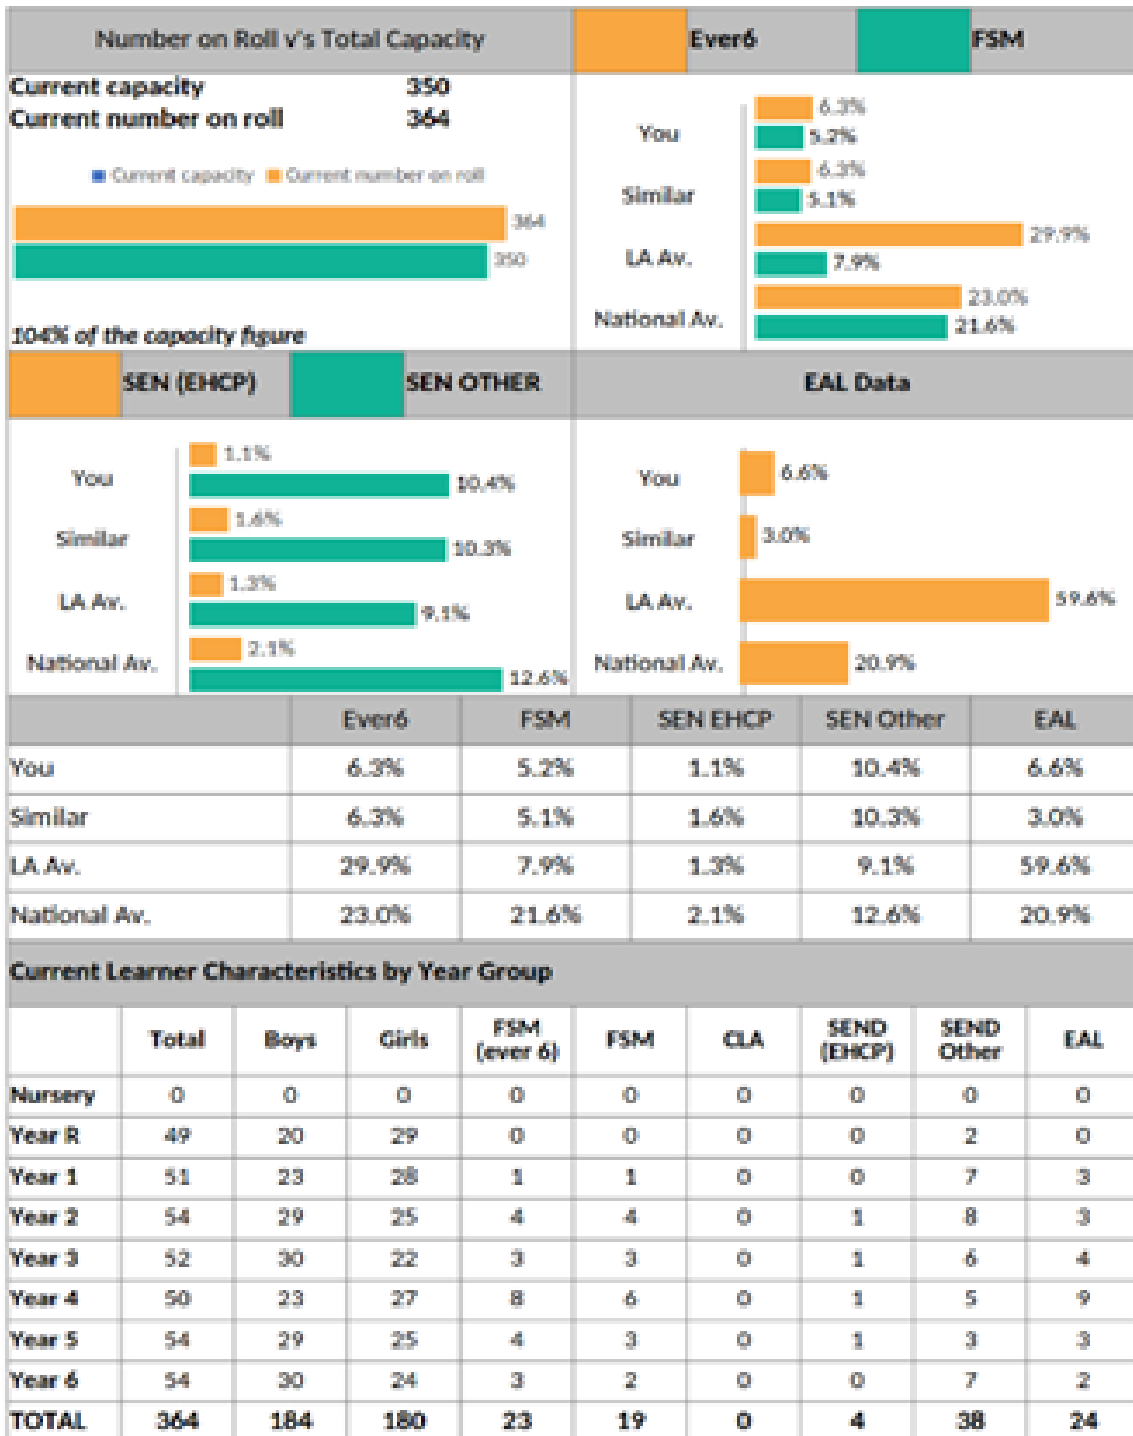 Number on Roll v's Total Capacity
Current capacity 350
Current number on roll 364
Current capacity Current number on roll
364
350
104% of the capacity figure
Ever6 FSM
You 6.3% 5.2%
Similar 6.3% 5.1%
LA Av. 29.9% 7.9%
National Av. 23.0% 21.6%
SEN (EHCP) SEN OTHER
You 1.1% 10.4%
Similar 1.6% 10.3%
LA Av. 1.3% 9.1%
National Av. 2.1% 12.6%
EAL Data
You 6.6%
Similar 3.0%
LA Av. 59.6%
National Av. 20.9%
Ever6 FSM SEN EHCP SEN Other EAL
You 6.3% 5.2% 1.1% 10.4% 6.6%
Similar 6.3% 5.1% 1.6% 10.3% 3.0%
LA Av. 29.9% 7.9% 1.3% 9.1% 59.6%
National Av. 23.0% 21.6% 2.1% 12.6% 20.9%
Current Learner Characteristics by Year Group
Total Boys Girls FSM (ever 6) FSM CLA SEND (EHCP) SEND Other EAL
Nursery 0 0 0 0 0 0 0 0 0
Year R 49 20 29 0 0 0 0 2 0
Year 1 51 23 28 1 1 0 0 7 3
Year 2 54 29 25 4 4 0 1 8 3
Year 3 52 30 22 3 3 0 1 6 4
Year 4 50 23 27 8 6 0 1 5 9
Year 5 54 29 25 4 3 0 1 3 3
Year 6 54 30 24 3 2 0 0 7 2
TOTAL 364 184 180 23 19 0 4 38 24